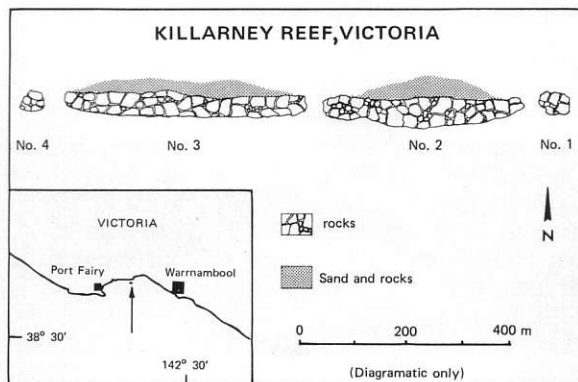 KILLARNEY REEF, VICTORIA
No. 4 No. 3 No. 2 No. 1
VICTORIA
Port Fairy Warrnambool
38° 30'
142° 30'
rocks
Sand and rocks
N
0 200 400 m
(Diagramatic only)